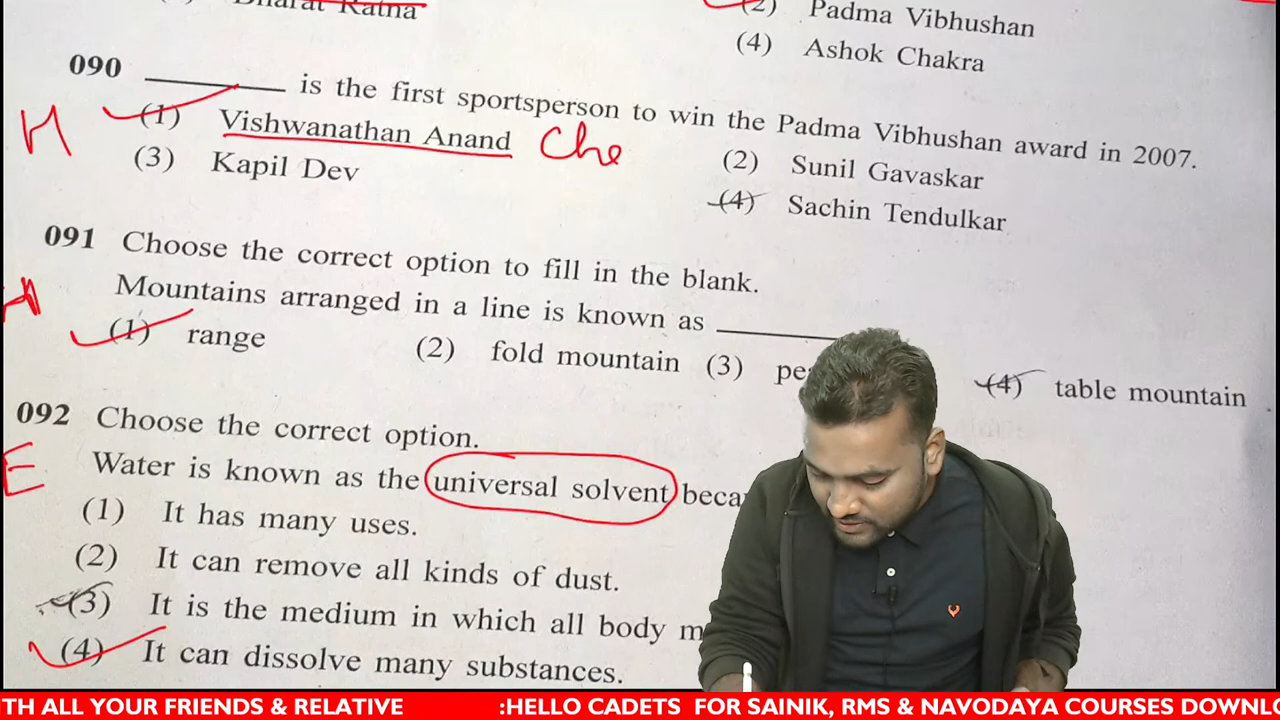 Bharat Ratna
(2) Padma Vibhushan
(4) Ashok Chakra
090 ________ is the first sportsperson to win the Padma Vibhushan award in 2007.
H (1) Vishwanathan Anand Che
(2) Sunil Gavaskar
(3) Kapil Dev
(4) Sachin Tendulkar
091 Choose the correct option to fill in the blank.
Mountains arranged in a line is known as ________
(1) range (2) fold mountain (3) (4) table mountain
092 Choose the correct option.
E Water is known as the universal solvent
(1) It has many uses.
(2) It can remove all kinds of dust.
(3) It is the medium in which all body
(4) It can dissolve many substances.
TH ALL YOUR FRIENDS & RELATIVE :HELLO CADETS FOR SAINIK, RMS & NAVODAYA COURSES